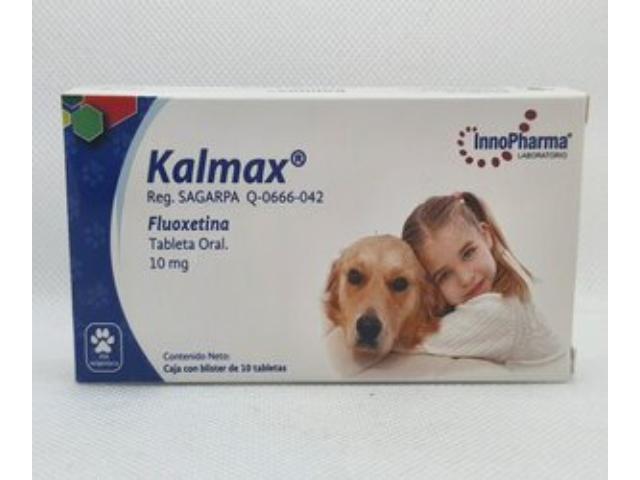 Kalmax®
Reg. SAGARPA Q-0666-042
Fluoxetina
Tableta Oral.
10 mg
InnoPharma®
LABORATORIO
Contenido Neto:
Caja con blíster de 10 tabletas